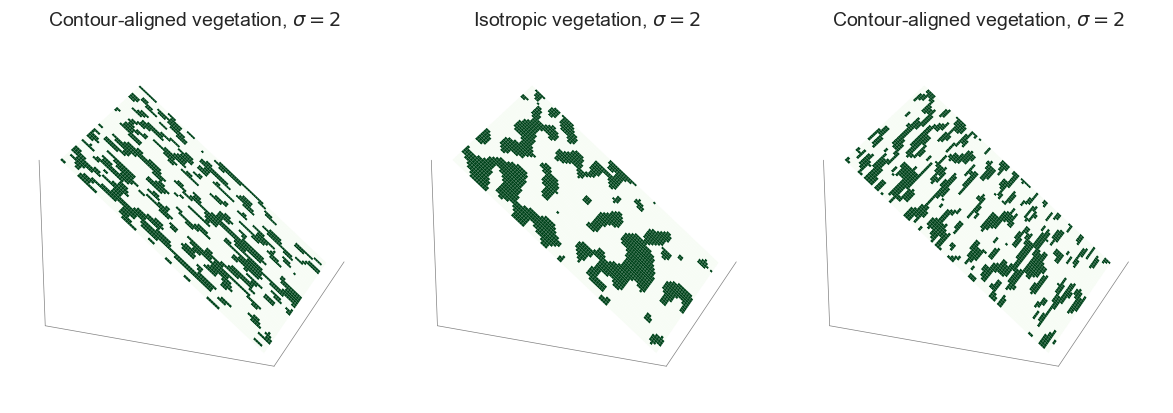 Contour-aligned vegetation, σ = 2
Isotropic vegetation, σ = 2
Contour-aligned vegetation, σ = 2